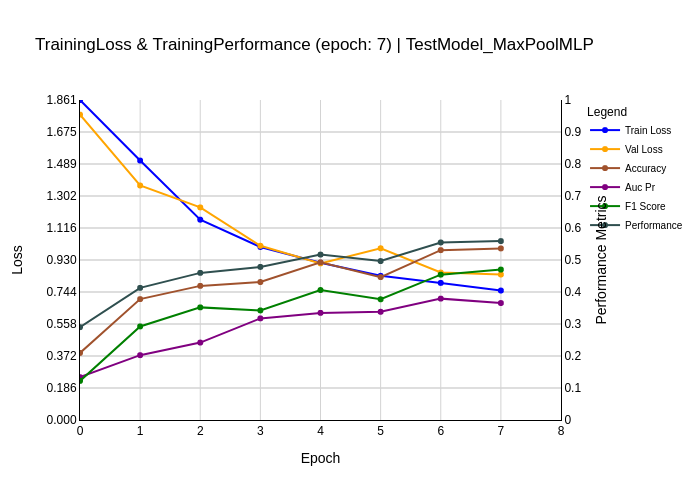 TrainingLoss & TrainingPerformance (epoch: 7) | TestModel_MaxPoolMLP
1.861
1.675
1.489
1.302
1.116
0.930
0.744
0.558
0.372
0.186
0.000
Loss
0
1
2
3
4
5
6
7
8
Epoch
1
0.9
0.8
0.7
0.6
0.5
0.4
0.3
0.2
0.1
0
Performance Metrics
Legend
Train Loss
Val Loss
Accuracy
Auc Pr
F1 Score
Performance